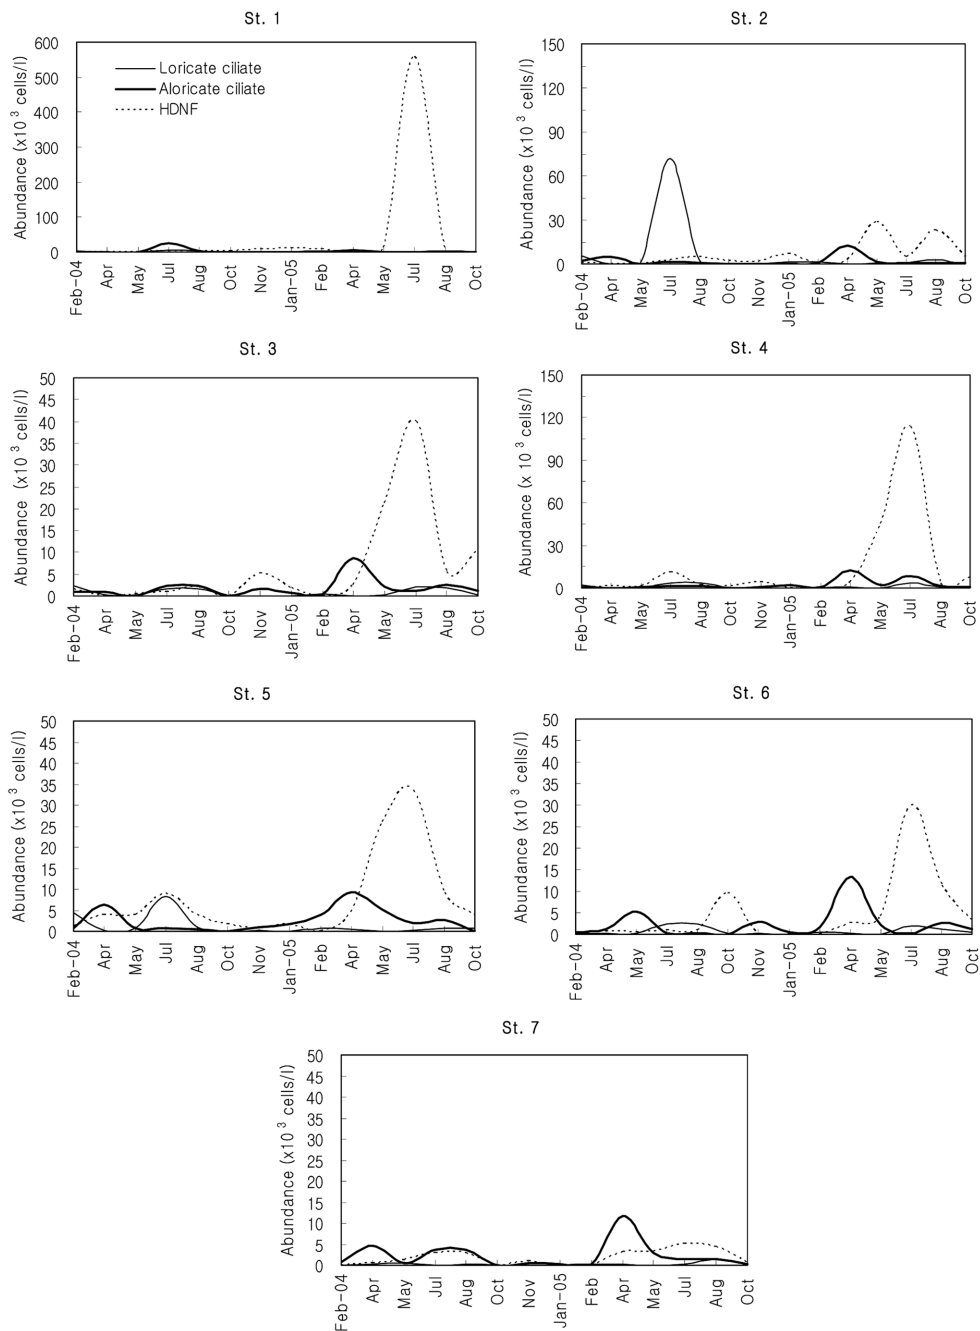 St. 1
Abundance (x10 3 cells/l)
600
500
400
300
200
100
0
Loricate ciliate
Aloricate ciliate
HDNF
Feb-04 Apr May Jul Aug Oct Nov Jan-05 Feb Apr May Jul Aug Oct
St. 2
Abundance (x10 3 cells/l)
150
120
90
60
30
0
Feb-04 Apr May Jul Aug Oct Nov Jan-05 Feb Apr May Jul Aug Oct
St. 3
Abundance (x10 3 cells/l)
50
45
40
35
30
25
20
15
10
5
0
Feb-04 Apr May Jul Aug Oct Nov Jan-05 Feb Apr May Jul Aug Oct
St. 4
Abundance (x 10 3 cells/l)
150
120
90
60
30
0
Feb-04 Apr May Jul Aug Oct Nov Jan-05 Feb Apr May Jul Aug Oct
St. 5
Abundance (x10 3 cells/l)
50
45
40
35
30
25
20
15
10
5
0
Feb-04 Apr May Jul Aug Oct Nov Jan-05 Feb Apr May Jul Aug Oct
St. 6
Abundance (x10 3 cells/l)
50
45
40
35
30
25
20
15
10
5
0
Feb-04 Apr May Jul Aug Oct Nov Jan-05 Feb Apr May Jul Aug Oct
St. 7
Abundance (x10 3 cells/l)
50
45
40
35
30
25
20
15
10
5
0
Feb-04 Apr May Jul Aug Oct Nov Jan-05 Feb Apr May Jul Aug Oct